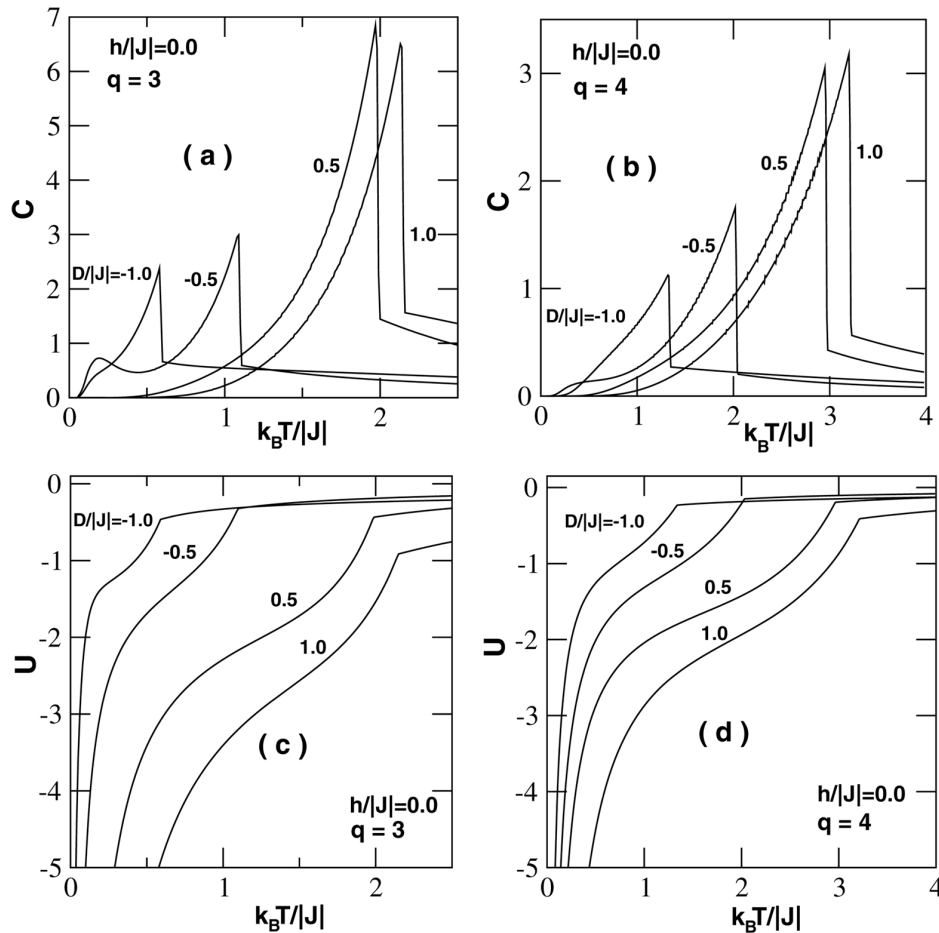 7
6
5
4
3
2
1
0
C
h/|J|=0.0
q = 3
( a )
0.5
1.0
D/|J|=-1.0
-0.5
0 1 2
k_BT/|J|
3
2
1
0
C
h/|J|=0.0
q = 4
( b )
0.5
1.0
-0.5
D/|J|=-1.0
0 1 2 3 4
k_BT/|J|
0
-1
-2
-3
-4
-5
U
D/|J|=-1.0
-0.5
0.5
1.0
( c )
h/|J|=0.0
q = 3
0 1 2
k_BT/|J|
0
-1
-2
-3
-4
-5
U
D/|J|=-1.0
-0.5
0.5
1.0
( d )
h/|J|=0.0
q = 4
0 1 2 3 4
k_BT/|J|